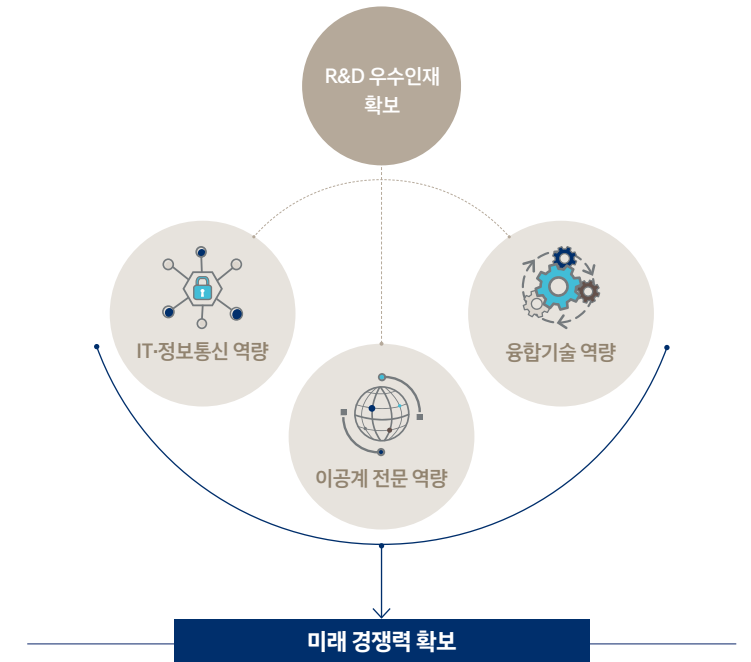 R&D 우수인재
확보
IT·정보통신 역량
융합기술 역량
이공계 전문 역량
미래 경쟁력 확보